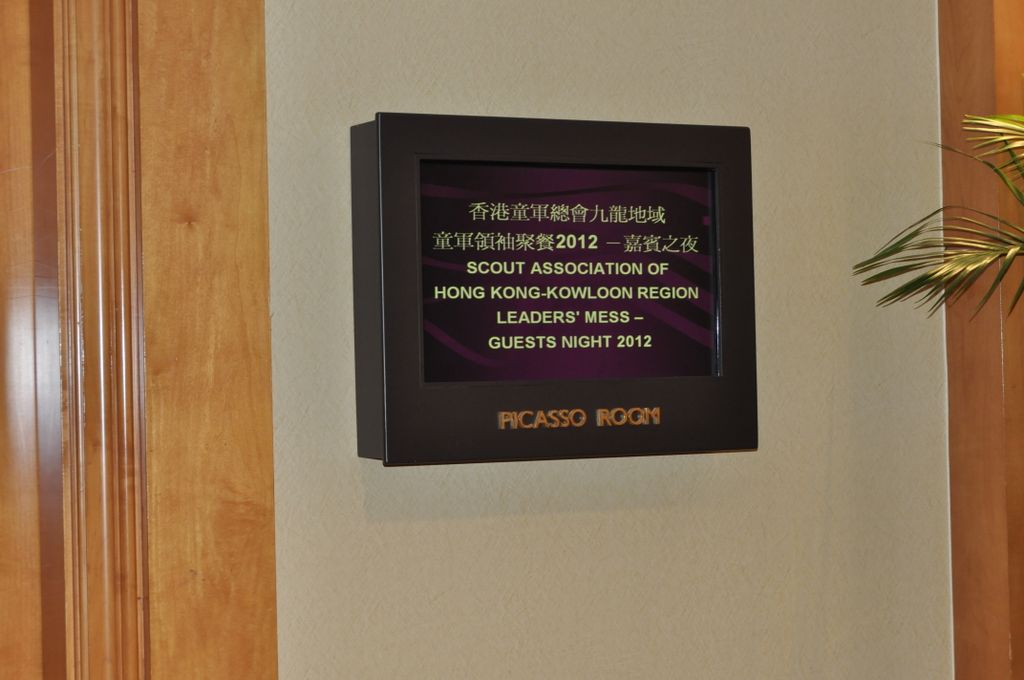 香港童軍總會九龍地域
童軍領袖聚餐2012 －嘉賓之夜
SCOUT ASSOCIATION OF
HONG KONG-KOWLOON REGION
LEADERS' MESS –
GUESTS NIGHT 2012
PICASSO ROOM